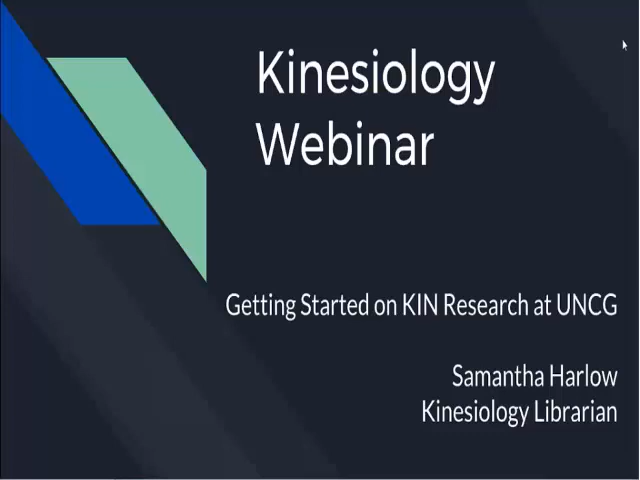 Kinesiology
Webinar
Getting Started on KIN Research at UNCG
Samantha Harlow
Kinesiology Librarian